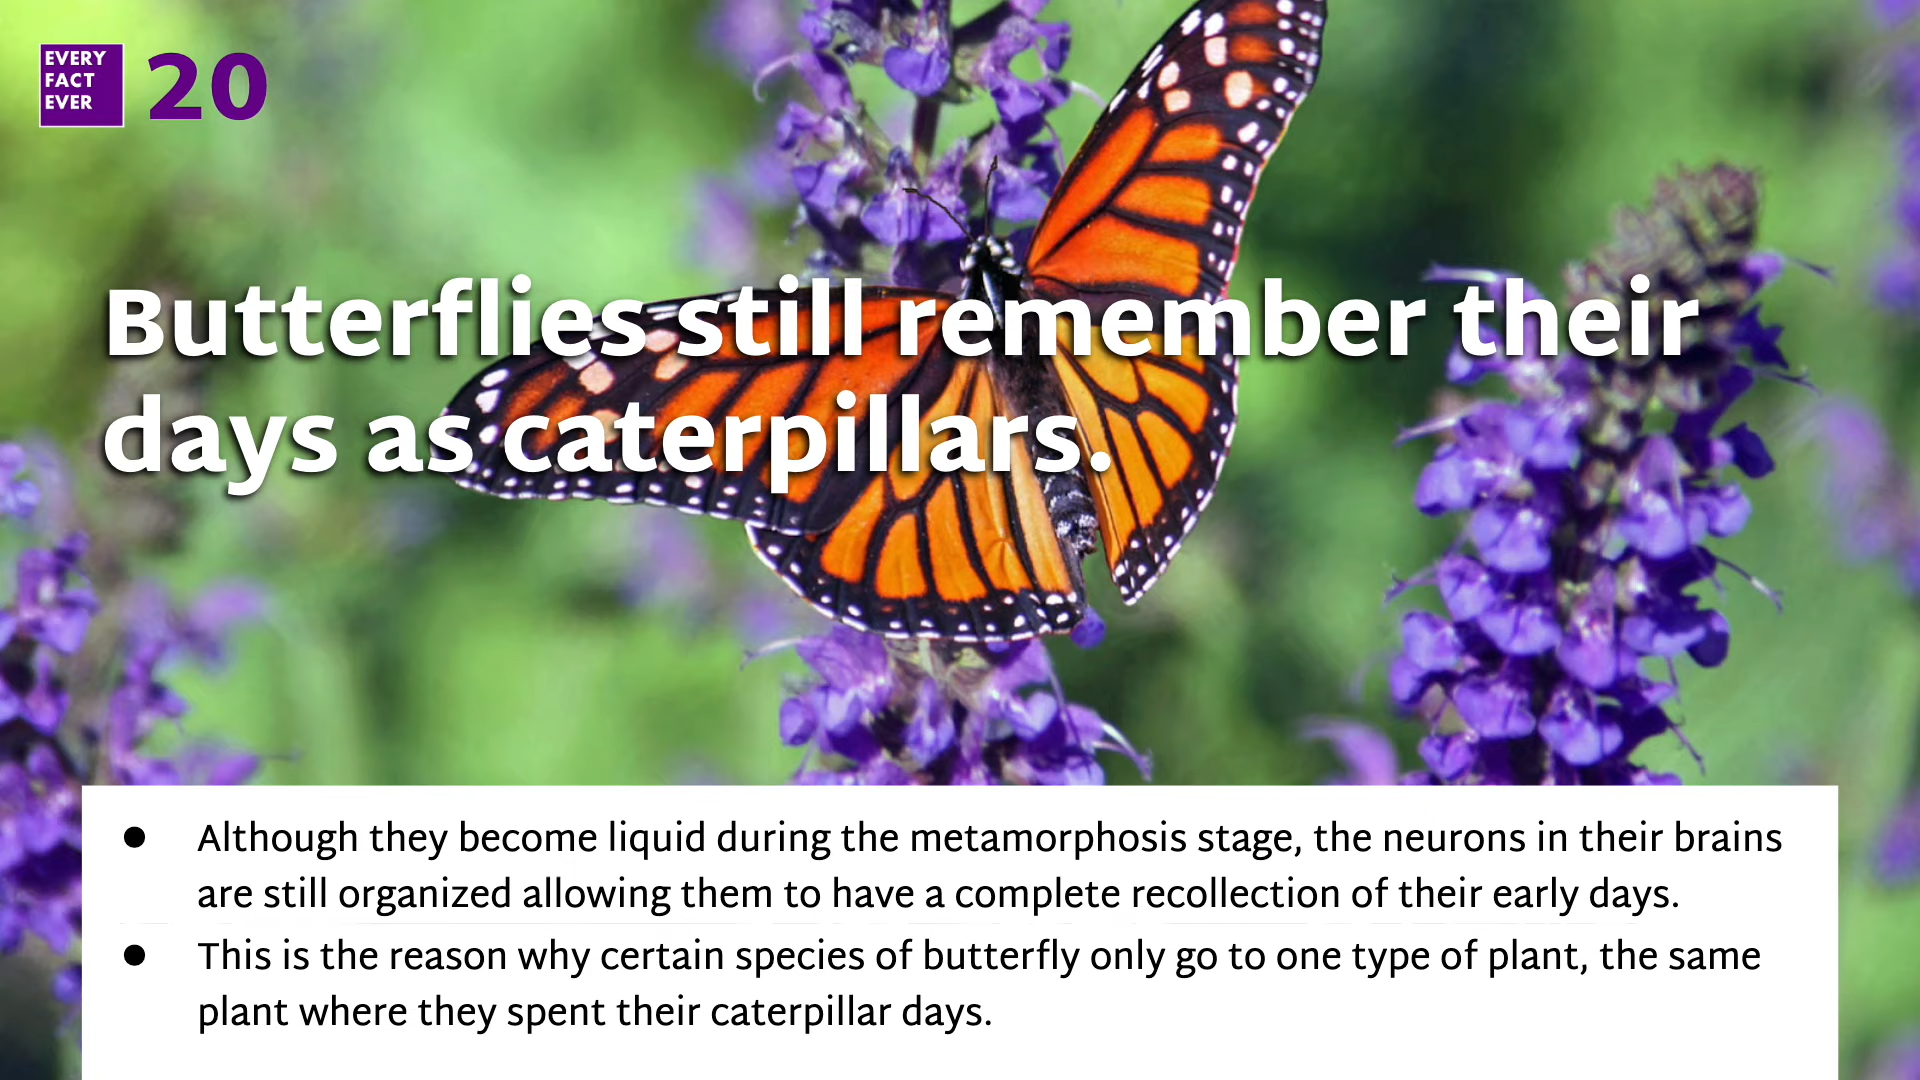 EVERY
FACT
EVER
20
Butterflies still remember their
days as caterpillars.
● Although they become liquid during the metamorphosis stage, the neurons in their brains
are still organized allowing them to have a complete recollection of their early days.
● This is the reason why certain species of butterfly only go to one type of plant, the same
plant where they spent their caterpillar days.